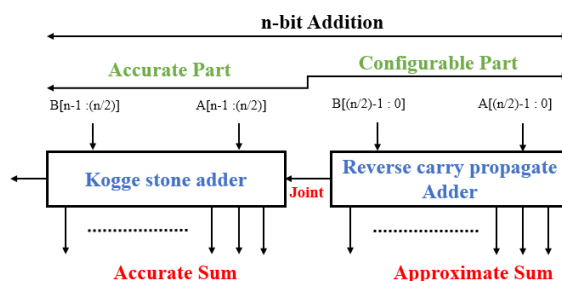 n-bit Addition
Accurate Part
Configurable Part
B[n-1 :(n/2)]
A[n-1 :(n/2)]
B[(n/2)-1 : 0]
A[(n/2)-1 : 0]
Kogge stone adder
Joint
Reverse carry propagate
Adder
Accurate Sum
Approximate Sum